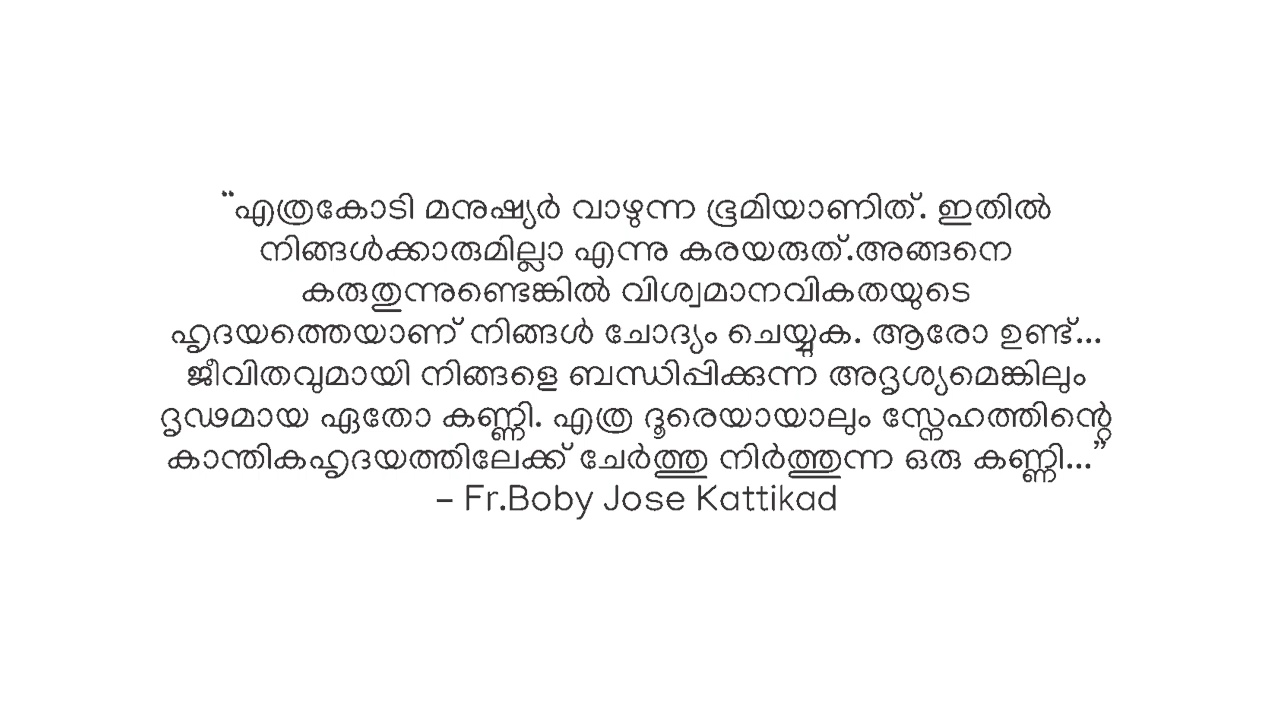 “എത്രകോടി മനുഷ്യർ വാഴുന്ന ഭൂമിയാണിത്. ഇതിൽ
നിങ്ങൾക്കാരുമില്ലാ എന്നു കരയരുത്.അങ്ങനെ
കരുതുന്നുണ്ടെങ്കിൽ വിശ്വമാനവികതയുടെ
ഹൃദയത്തെയാണ് നിങ്ങൾ ചോദ്യം ചെയ്യുക. ആരോ ഉണ്ട്...
ജീവിതവുമായി നിങ്ങളെ ബന്ധിപ്പിക്കുന്ന അദൃശ്യമെങ്കിലും
ദൃഢമായ ഏതോ കണ്ണി. എത്ര ദൂരെയായാലും സ്നേഹത്തിന്റെ
കാന്തികഹൃദയത്തിലേക്ക് ചേർത്തു നിർത്തുന്ന ഒരു കണ്ണി...”
– Fr.Boby Jose Kattikad